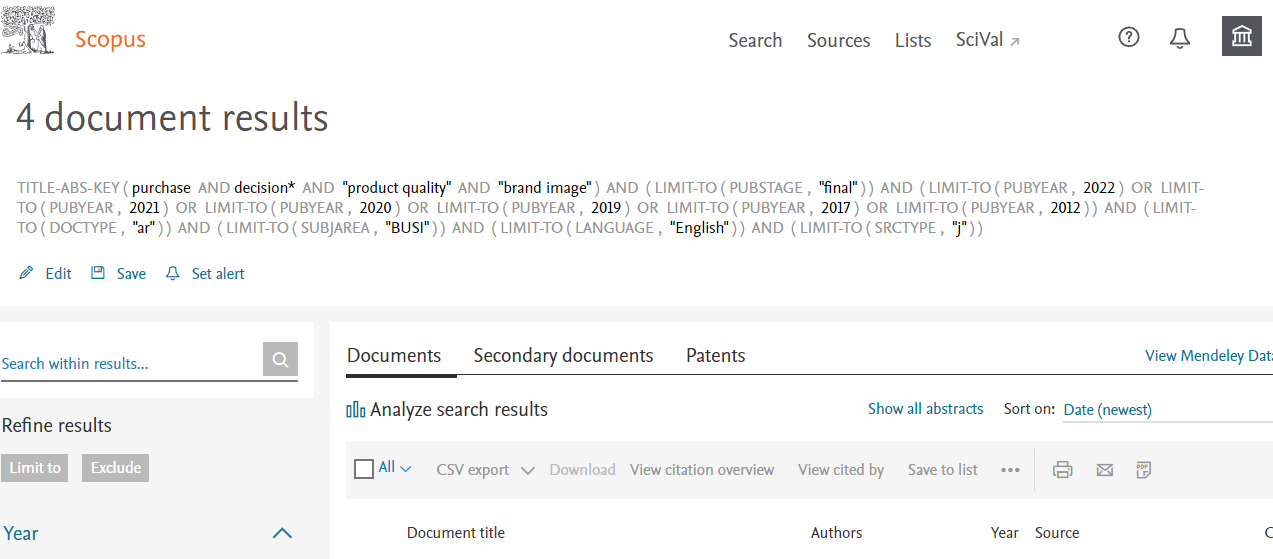 Scopus
Search Sources Lists SciVal
4 document results
TITLE-ABS-KEY ( purchase AND decision* AND "product quality" AND "brand image" ) AND ( LIMIT-TO ( PUBSTAGE , "final" ) ) AND ( LIMIT-TO ( PUBYEAR , 2022 ) OR LIMIT-
TO ( PUBYEAR , 2021 ) OR LIMIT-TO ( PUBYEAR , 2020 ) OR LIMIT-TO ( PUBYEAR , 2019 ) OR LIMIT-TO ( PUBYEAR , 2017 ) OR LIMIT-TO ( PUBYEAR , 2012 ) ) AND ( LIMIT-
TO ( DOCTYPE , "ar" ) ) AND ( LIMIT-TO ( SUBJAREA , "BUSI" ) ) AND ( LIMIT-TO ( LANGUAGE , "English" ) ) AND ( LIMIT-TO ( SRCTYPE , "j" ) )
Edit Save Set alert
Search within results...
Documents Secondary documents Patents View Mendeley Data
Analyze search results Show all abstracts Sort on: Date (newest)
Refine results
Limit to Exclude
All CSV export Download View citation overview View cited by Save to list ••• PDF
Year
Document title Authors Year Source C